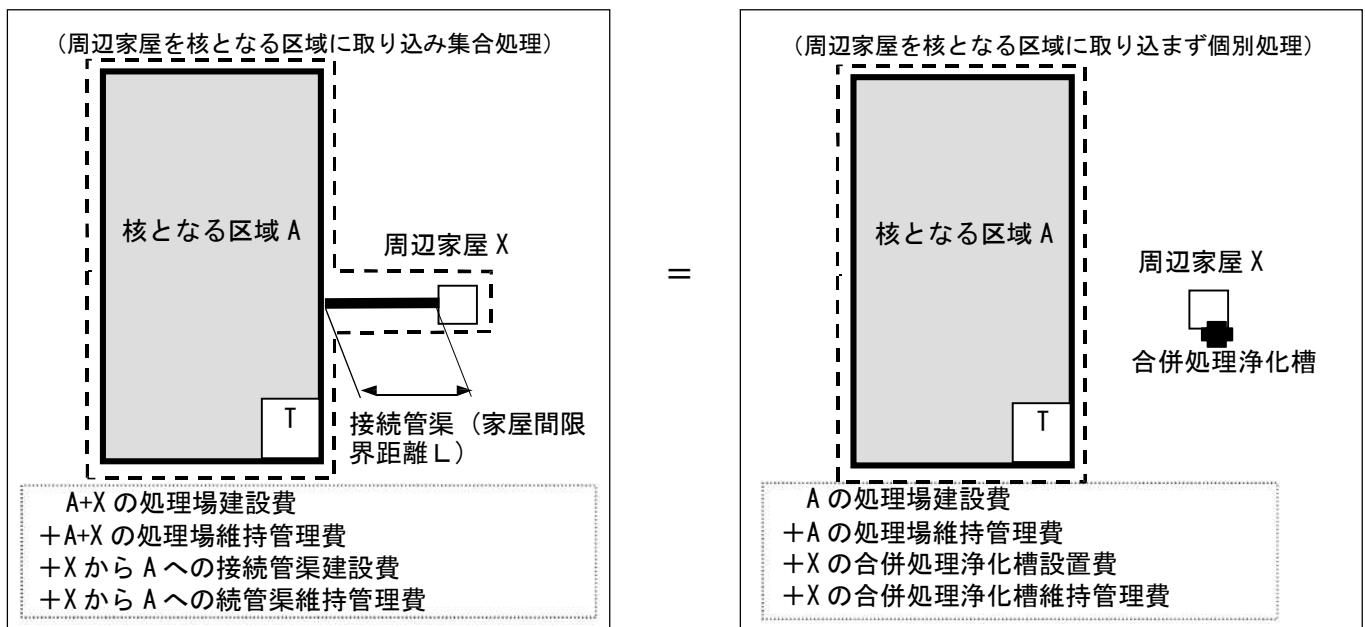 (周辺家屋を核となる区域に取り込み集合処理)
核となる区域 A
周辺家屋 X
T
接続管渠(家屋間限
界距離L)
A+X の処理場建設費
+A+X の処理場維持管理費
+X から A への接続管渠建設費
+X から A への続管渠維持管理費
=
(周辺家屋を核となる区域に取り込まず個別処理)
核となる区域 A
周辺家屋 X
合併処理浄化槽
T
A の処理場建設費
+A の処理場維持管理費
+X の合併処理浄化槽設置費
+X の合併処理浄化槽維持管理費